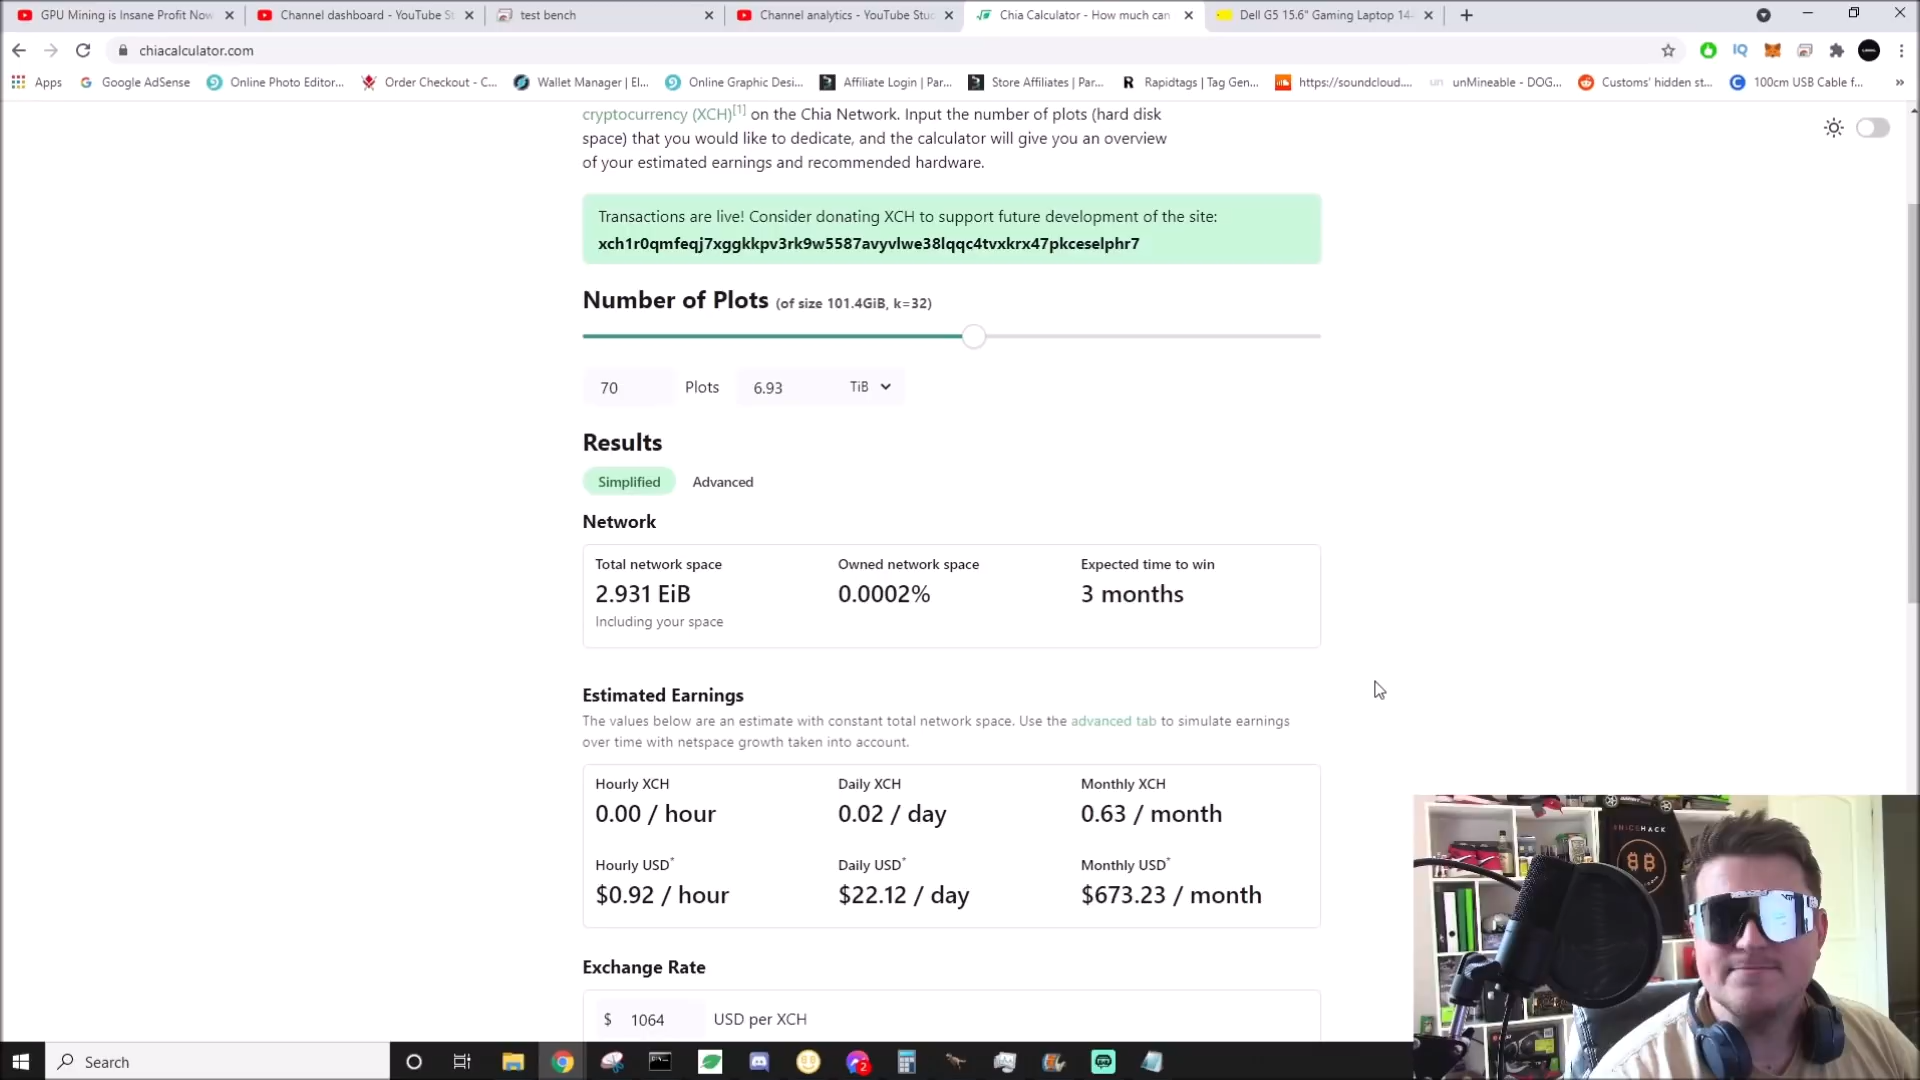 GPU Mining is Insane Profit Now
Channel dashboard - YouTube St
test bench
Channel analytics - YouTube Stud
Chia Calculator - How much can
Dell G5 15.6" Gaming Laptop 14
chiacalculator.com
Apps
Google AdSense
Online Photo Editor...
Order Checkout - C...
Wallet Manager | El...
Online Graphic Desi...
Affiliate Login | Par...
Store Affiliates | Par...
Rapidtags | Tag Gen...
https://soundcloud....
unMineable - DOG...
Customs' hidden st...
100cm USB Cable f...
cryptocurrency (XCH)[1] on the Chia Network. Input the number of plots (hard disk
space) that you would like to dedicate, and the calculator will give you an overview
of your estimated earnings and recommended hardware.
Transactions are live! Consider donating XCH to support future development of the site:
xch1r0qmfeqj7xggkkpv3rk9w5587avyvlwe38lqqc4tvxkrx47pkceselphr7
Number of Plots (of size 101.4GiB, k=32)
70 Plots 6.93 TiB
Results
Simplified Advanced
Network
Total network space Owned network space Expected time to win
2.931 EiB 0.0002% 3 months
Including your space
Estimated Earnings
The values below are an estimate with constant total network space. Use the advanced tab to simulate earnings
over time with netspace growth taken into account.
Hourly XCH Daily XCH Monthly XCH
0.00 / hour 0.02 / day 0.63 / month
Hourly USD* Daily USD* Monthly USD*
$0.92 / hour $22.12 / day $673.23 / month
Exchange Rate
$ 1064 USD per XCH
#NICEHACK
Search
2